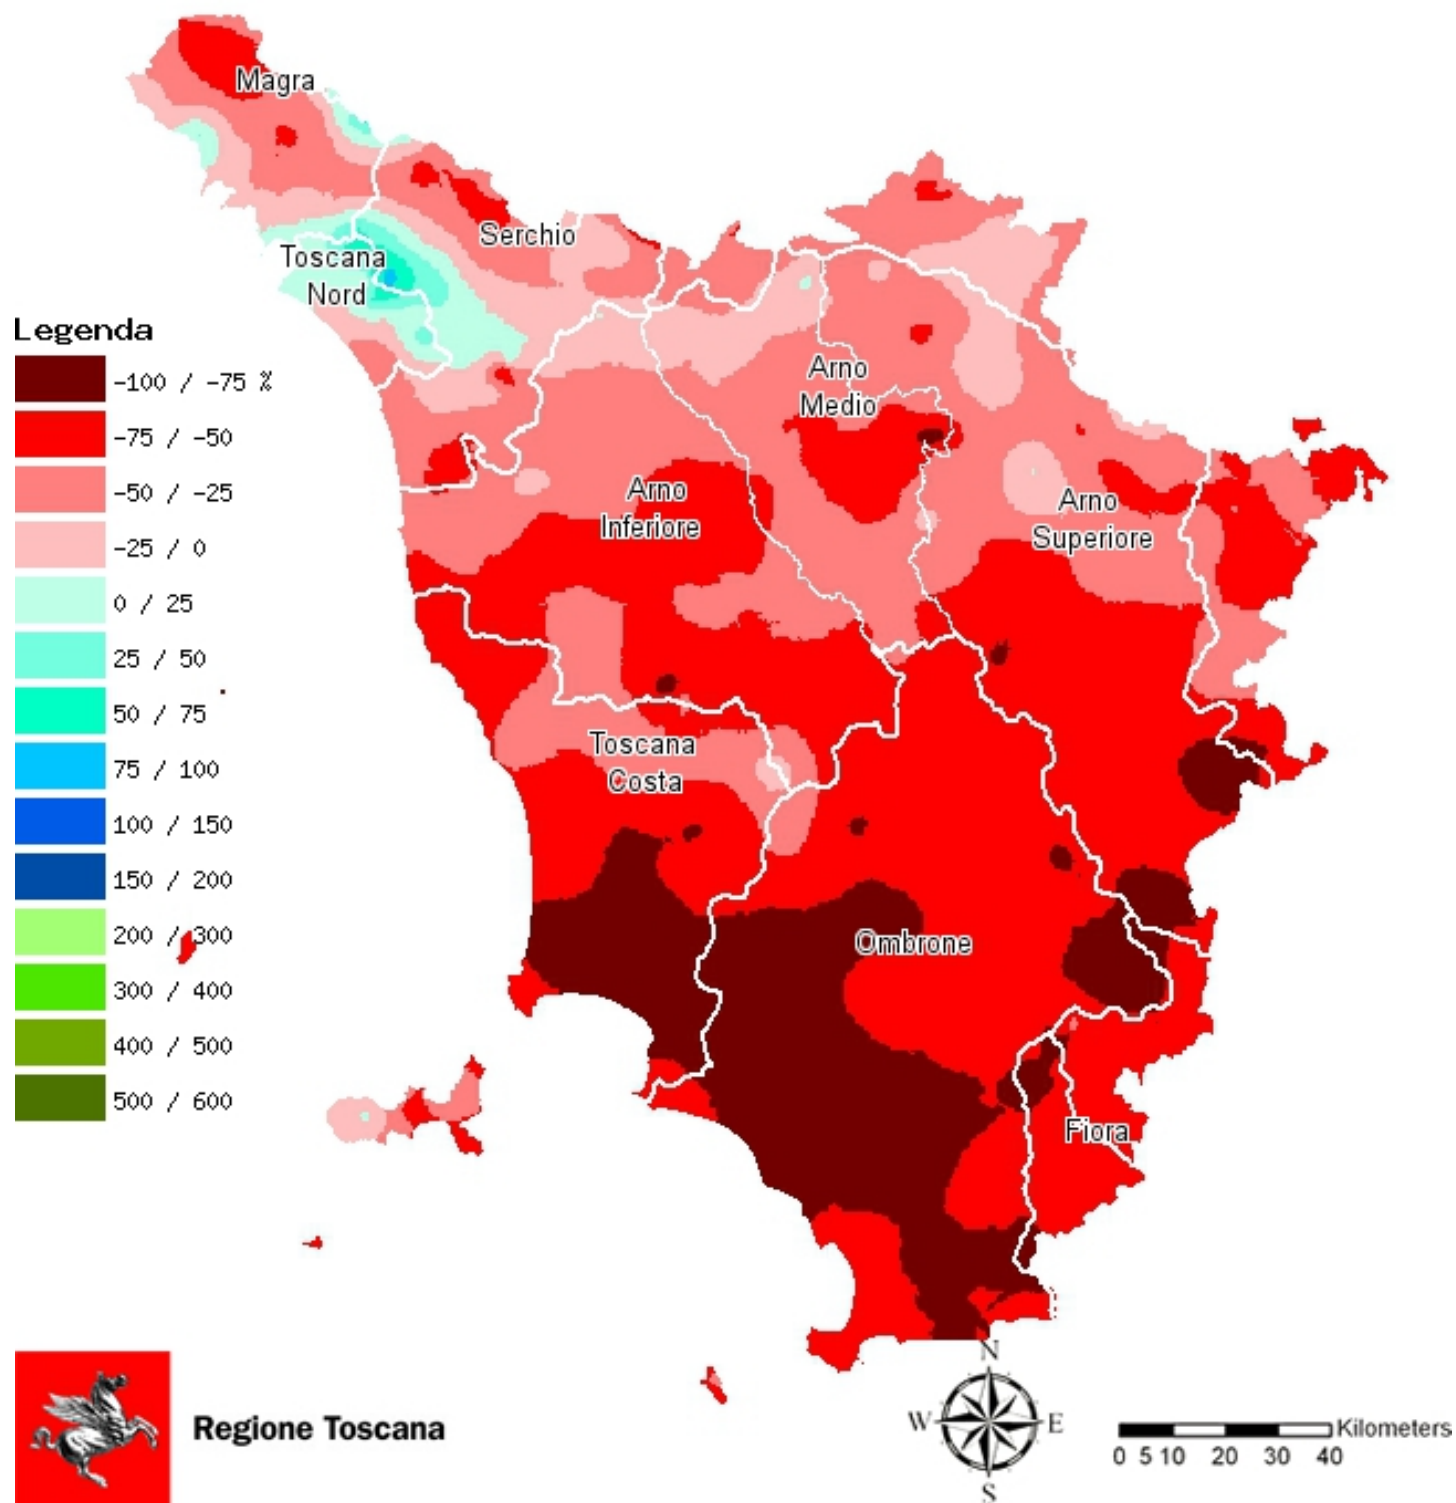 Magra
Serchio
Toscana
Nord
Legenda
-100 / -75 %
-75 / -50
-50 / -25
-25 / 0
0 / 25
25 / 50
50 / 75
75 / 100
100 / 150
150 / 200
200 / 300
300 / 400
400 / 500
500 / 600
Arno
Medio
Arno
Inferiore
Arno
Superiore
Toscana
Costa
Ombrone
Fiora
Regione Toscana
N
W
E
S
Kilometers
0 5 10 20 30 40